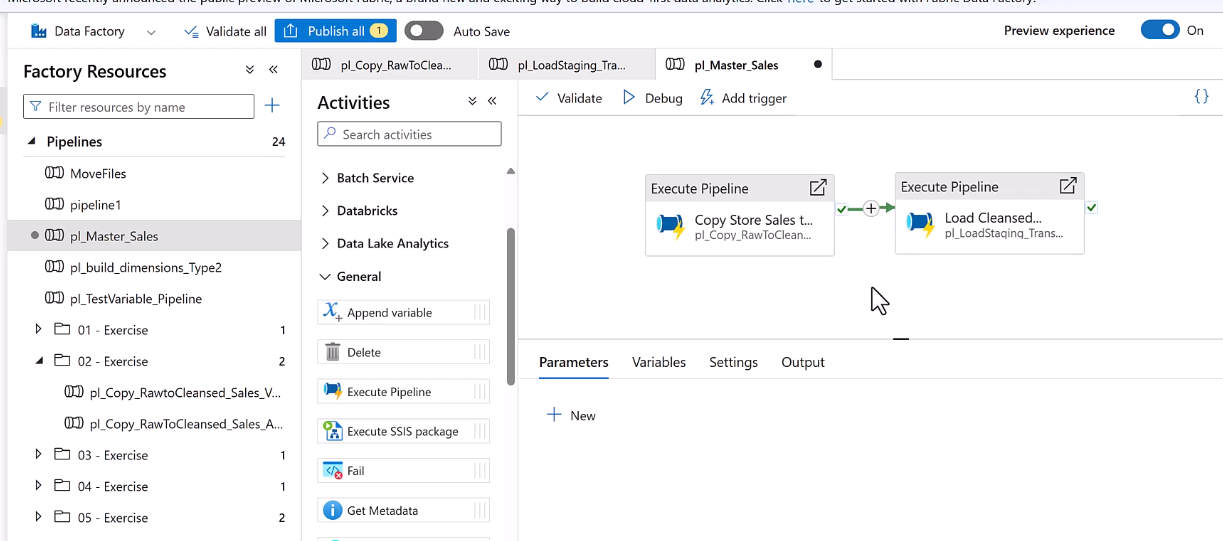 Microsoft recently announced the public preview of Microsoft Fabric, a brand new and exciting way to build cloud-first data analytics. Click here to get started with Fabric Data Factory.
Data Factory
Validate all
Publish all 1
Auto Save
Preview experience
On
Factory Resources
Filter resources by name
Pipelines 24
MoveFiles
pipeline1
pl_Master_Sales
pl_build_dimensions_Type2
pl_TestVariable_Pipeline
01 - Exercise 1
02 - Exercise 2
pl_Copy_RawtoCleansed_Sales_V...
pl_Copy_RawToCleansed_Sales_A...
03 - Exercise 1
04 - Exercise 1
05 - Exercise 2
pl_Copy_RawToClea...
pl_LoadStaging_Tra...
pl_Master_Sales
Activities
Search activities
Batch Service
Databricks
Data Lake Analytics
General
Append variable
Delete
Execute Pipeline
Execute SSIS package
Fail
Get Metadata
Validate
Debug
Add trigger
{}
Execute Pipeline
Copy Store Sales t...
pl_Copy_RawToClean...
Execute Pipeline
Load Cleansed...
pl_LoadStaging_Trans...
Parameters
Variables
Settings
Output
New